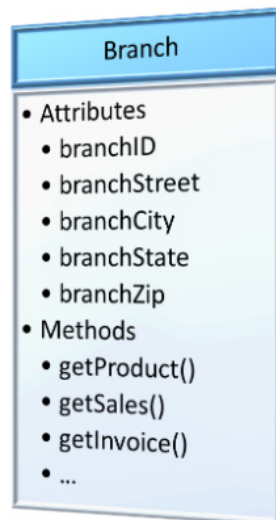 Branch
• Attributes
• branchID
• branchStreet
• branchCity
• branchState
• branchZip
• Methods
• getProduct()
• getSales()
• getInvoice()
• ...